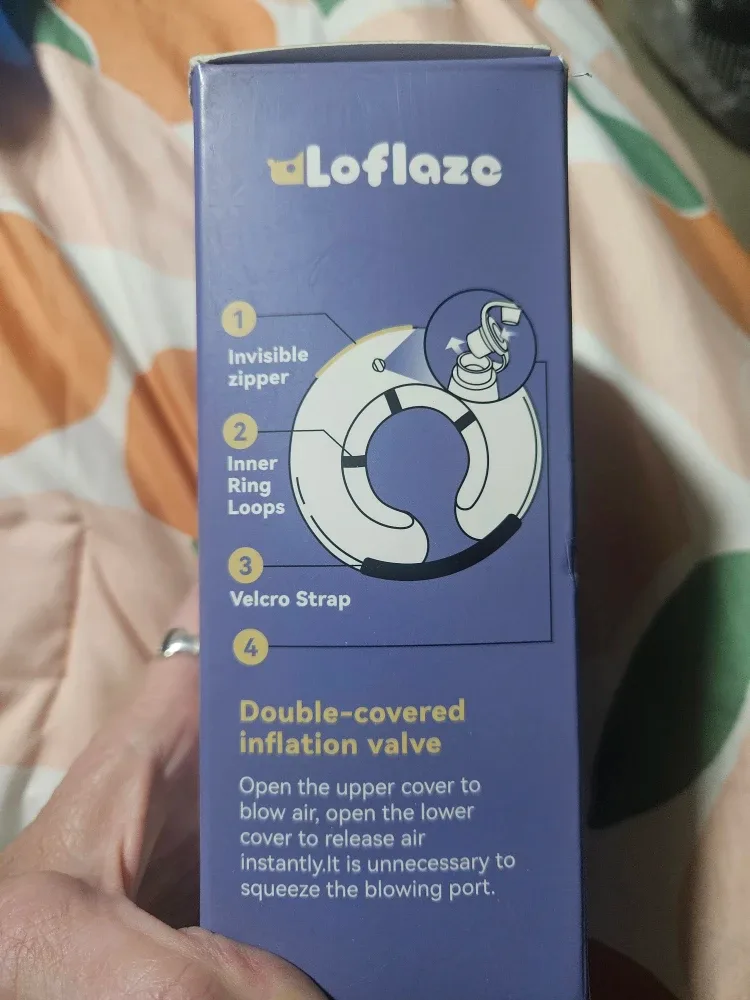 Loflaze
1
Invisible
zipper
2
Inner
Ring
Loops
3
Velcro Strap
4
Double-covered
inflation valve
Open the upper cover to
blow air, open the lower
cover to release air
instantly.It is unnecessary to
squeeze the blowing port.